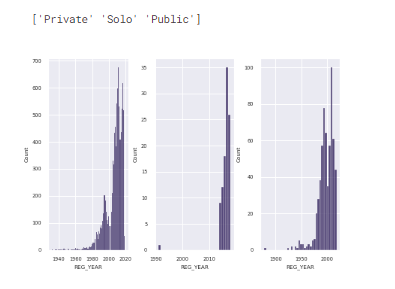 ['Private' 'Solo' 'Public']
700
600
500
400
300
200
100
0
Count
1940 1960 1980 2000 2020
REG_YEAR
35
30
25
20
15
10
5
0
Count
1990 2000 2010
REG_YEAR
100
80
60
40
20
0
Count
1900 1950 2000
REG_YEAR